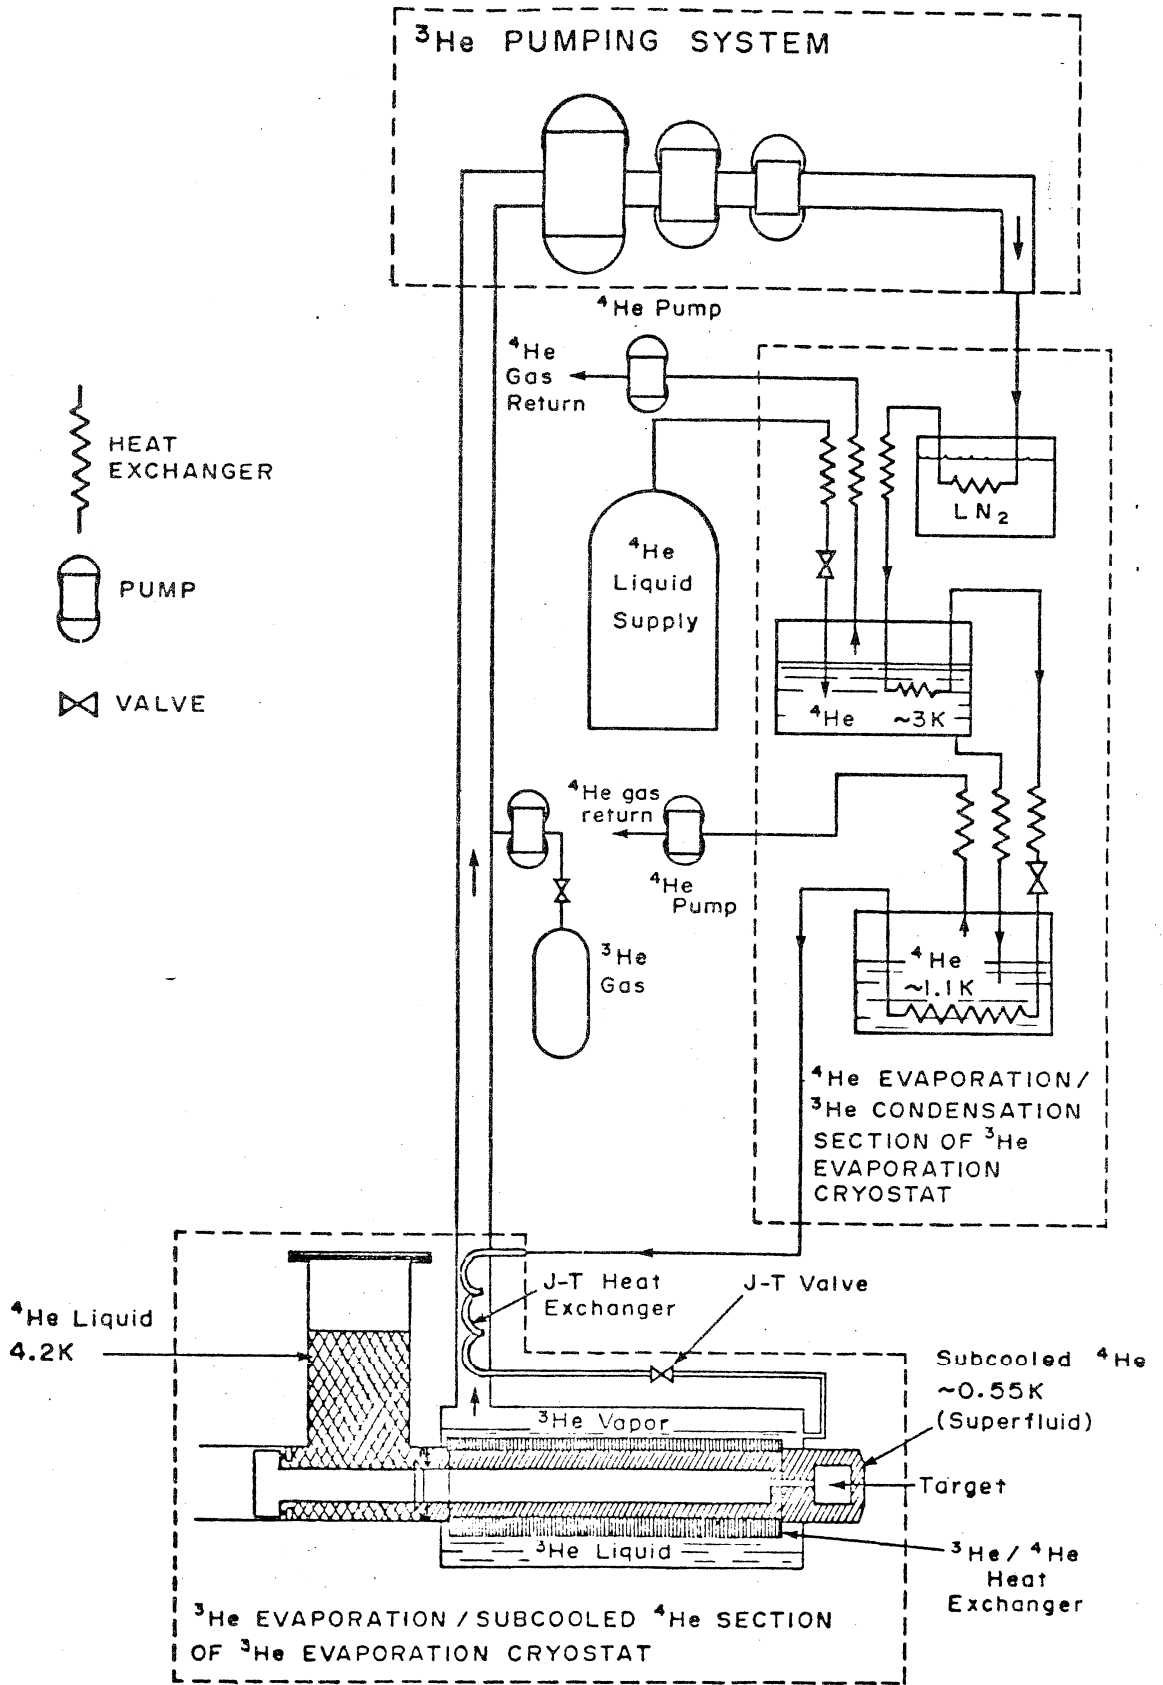 ³He PUMPING SYSTEM
⁴He Pump
⁴He
Gas
Return
HEAT
EXCHANGER
LN₂
⁴He
Liquid
Supply
PUMP
VALVE
⁴He ~3K
⁴He gas
return
⁴He
Pump
³He
Gas
⁴He
~1.1K
⁴He EVAPORATION/
³He CONDENSATION
SECTION OF ³He
EVAPORATION
CRYOSTAT
J-T Heat
Exchanger
J-T Valve
⁴He Liquid
4.2K
Subcooled ⁴He
~0.55K
(Superfluid)
³He Vapor
Target
³He Liquid
³He/ ⁴He
Heat
Exchanger
³He EVAPORATION/SUBCOOLED ⁴He SECTION
OF ³He EVAPORATION CRYOSTAT